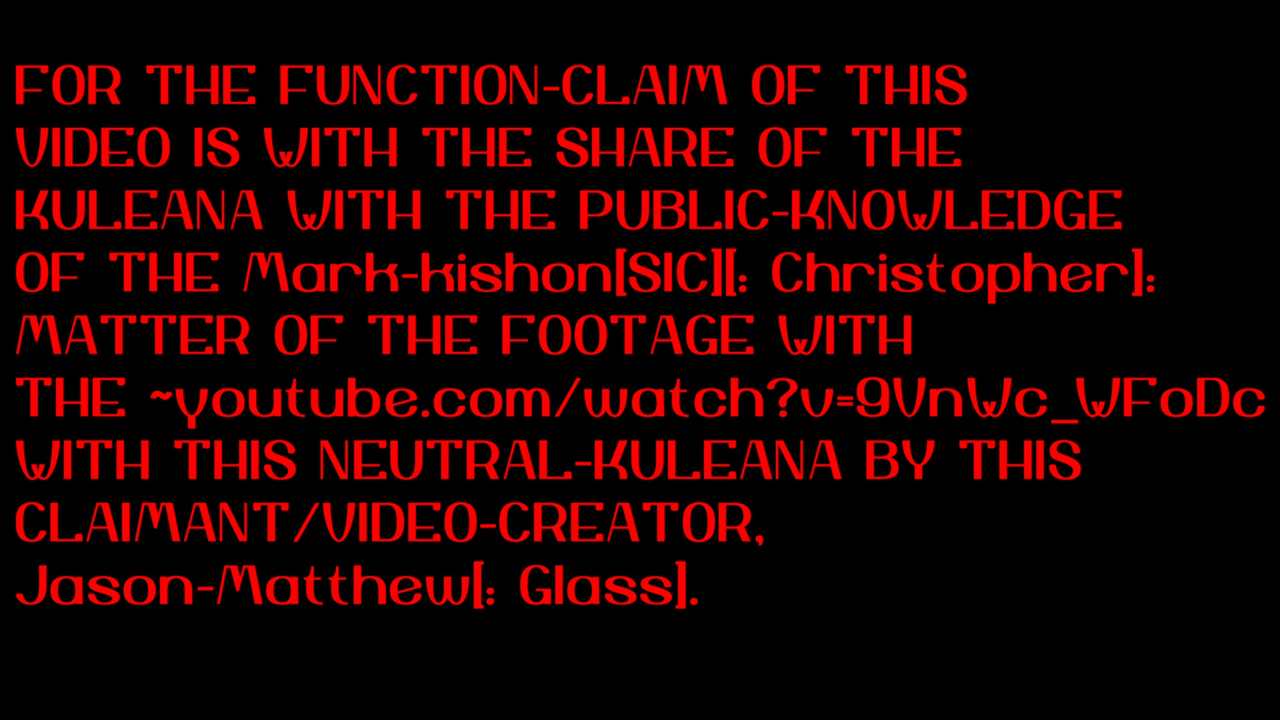 FOR THE FUNCTION-CLAIM OF THIS
VIDEO IS WITH THE SHARE OF THE
KULEANA WITH THE PUBLIC-KNOWLEDGE
OF THE Mark-kishon[SIC][: Christopher]:
MATTER OF THE FOOTAGE WITH
THE ~youtube.com/watch?v=9VnWc_WFoDc
WITH THIS NEUTRAL-KULEANA BY THIS
CLAIMANT/VIDEO-CREATOR,
Jason-Matthew[: Glass].